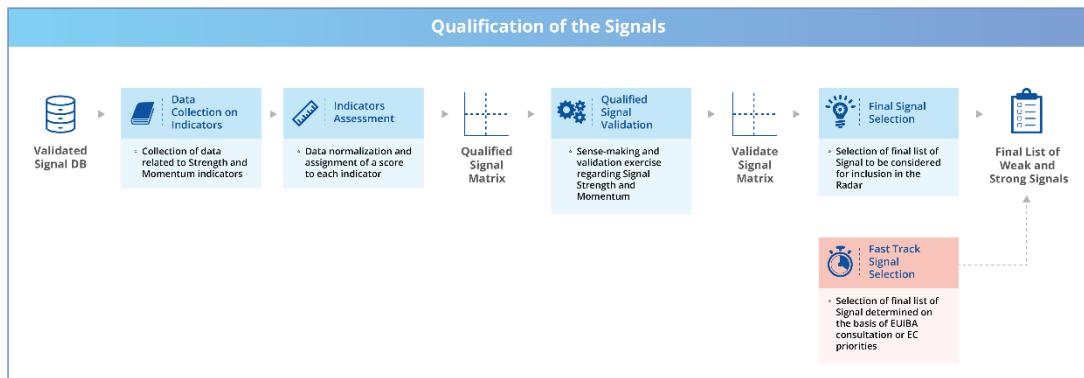 Qualification of the Signals
Validated
Signal DB
Data
Collection on
Indicators
Collection of data
related to Strength and
Momentum indicators
Indicators
Assessment
Data normalization and
assignment of a score
to each indicator
Qualified
Signal
Matrix
Qualified
Signal
Validation
Sense-making and
validation exercise
regarding Signal
Strength and
Momentum
Validate
Signal
Matrix
Final Signal
Selection
Selection of final list of
Signal to be considered
for inclusion in the
Radar
Final List of
Weak and
Strong Signals
Fast Track
Signal
Selection
Selection of final list of
Signal determined on
the basis of EUIBA
consultation or EC
priorities